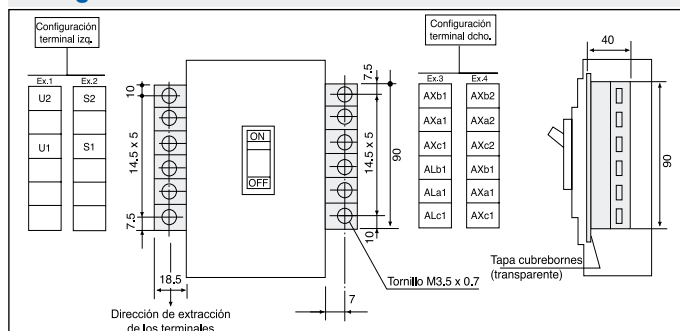 Configuración
terminal izq.
Configuración
terminal dcho.
Ex.1
Ex.2
U2
S2
U1
S1
10
14.5 x 5
7.5
18.5
Dirección de extracción
de los terminales
ON
OFF
7.5
14.5 x 5
90
10
7
Tornillo M3.5 x 0.7
Ex.3
Ex.4
AXb1
AXb2
AXa1
AXa2
AXc1
AXc2
ALb1
AXb1
ALa1
AXa1
ALc1
AXc1
40
90
Tapa cubrebornes
(transparente)